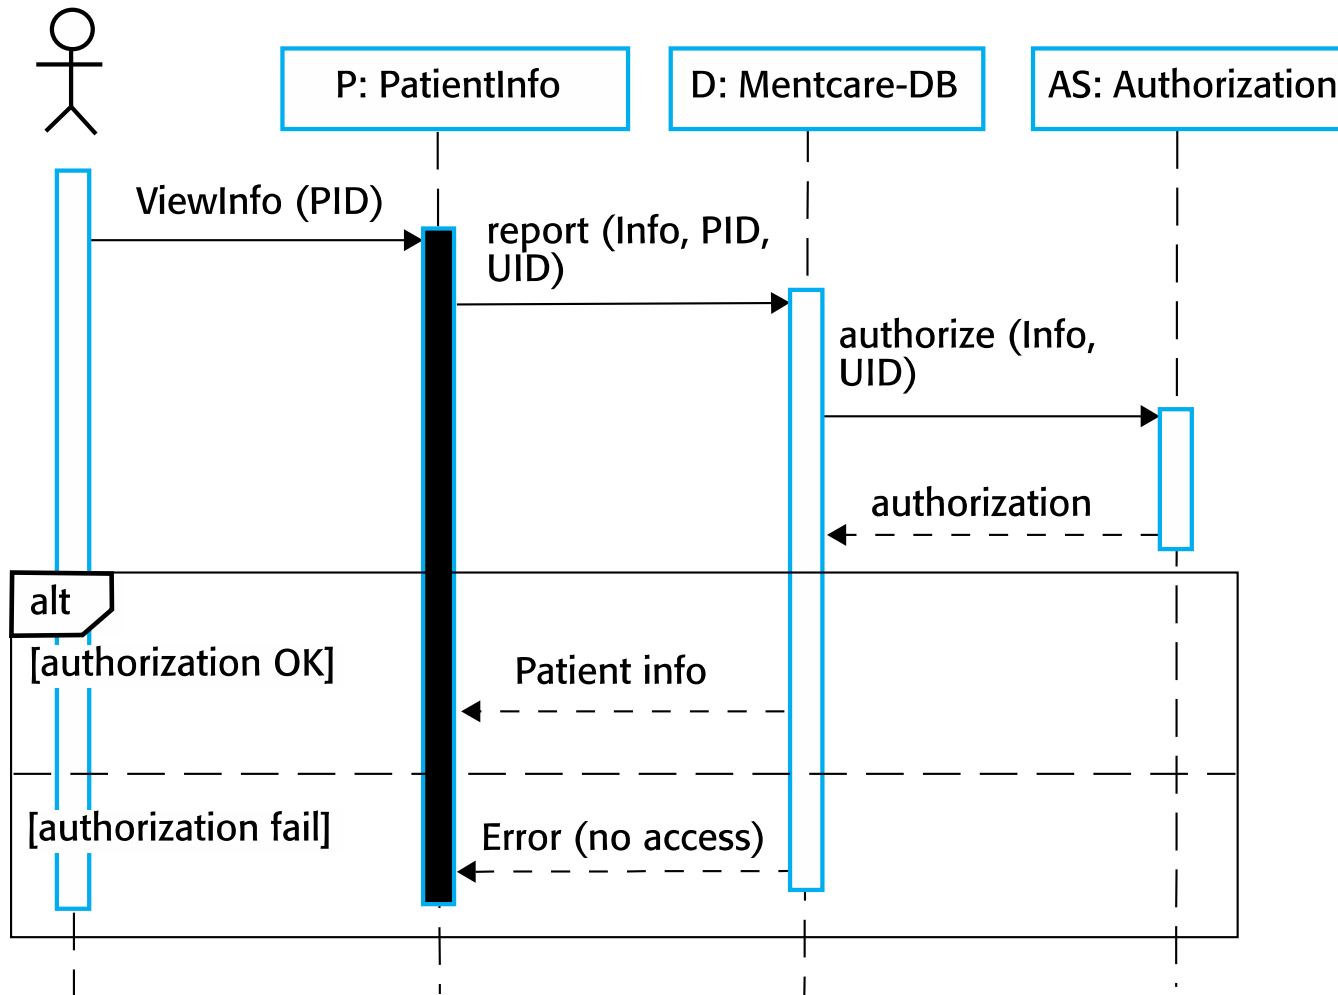 P: PatientInfo
D: Mentcare-DB
AS: Authorization
ViewInfo (PID)
report (Info, PID,
UID)
authorize (Info,
UID)
authorization
alt
[authorization OK]
Patient info
[authorization fail]
Error (no access)